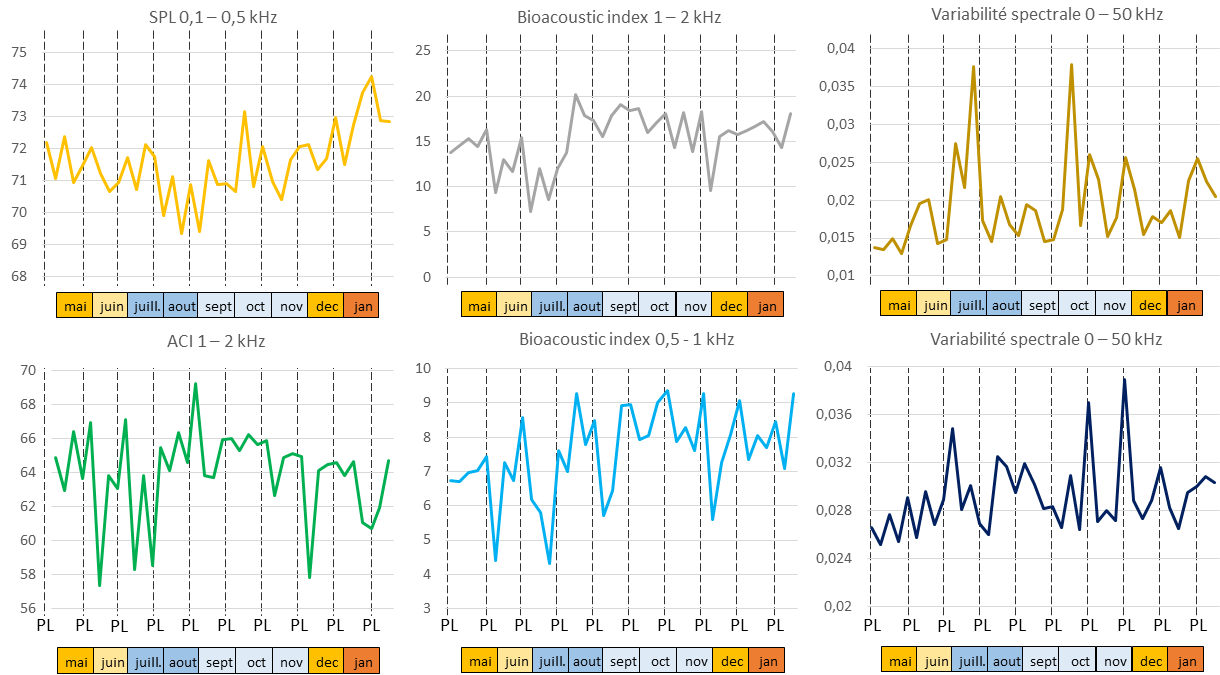 SPL 0,1 – 0,5 kHz
75
74
73
72
71
70
69
68
mai juin juill. aout sept oct nov dec jan
Bioacoustic index 1 – 2 kHz
25
20
15
10
5
0
mai juin juill. aout sept oct nov dec jan
Variabilité spectrale 0 – 50 kHz
0,04
0,035
0,03
0,025
0,02
0,015
0,01
mai juin juill. aout sept oct nov dec jan
ACI 1 – 2 kHz
70
68
66
64
62
60
58
56
PL PL PL PL PL PL PL PL PL PL
mai juin juill. aout sept oct nov dec jan
Bioacoustic index 0,5 - 1 kHz
10
9
8
7
6
5
4
3
PL PL PL PL PL PL PL PL PL PL
mai juin juill. aout sept oct nov dec jan
Variabilité spectrale 0 – 50 kHz
0,04
0,036
0,032
0,028
0,024
0,02
PL PL PL PL PL PL PL PL PL PL
mai juin juill. aout sept oct nov dec jan